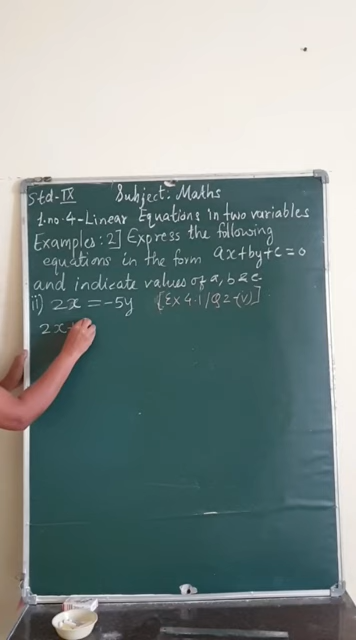 Std-IX Subject: Maths
L.no.4-Linear Equations in two variables
Examples: 2] Express the following
equations in the form ax+by+c=0
and indicate values of a, b & c.
ii) 2x = -5y [Ex 4.1/Q2-(v)]
2x+